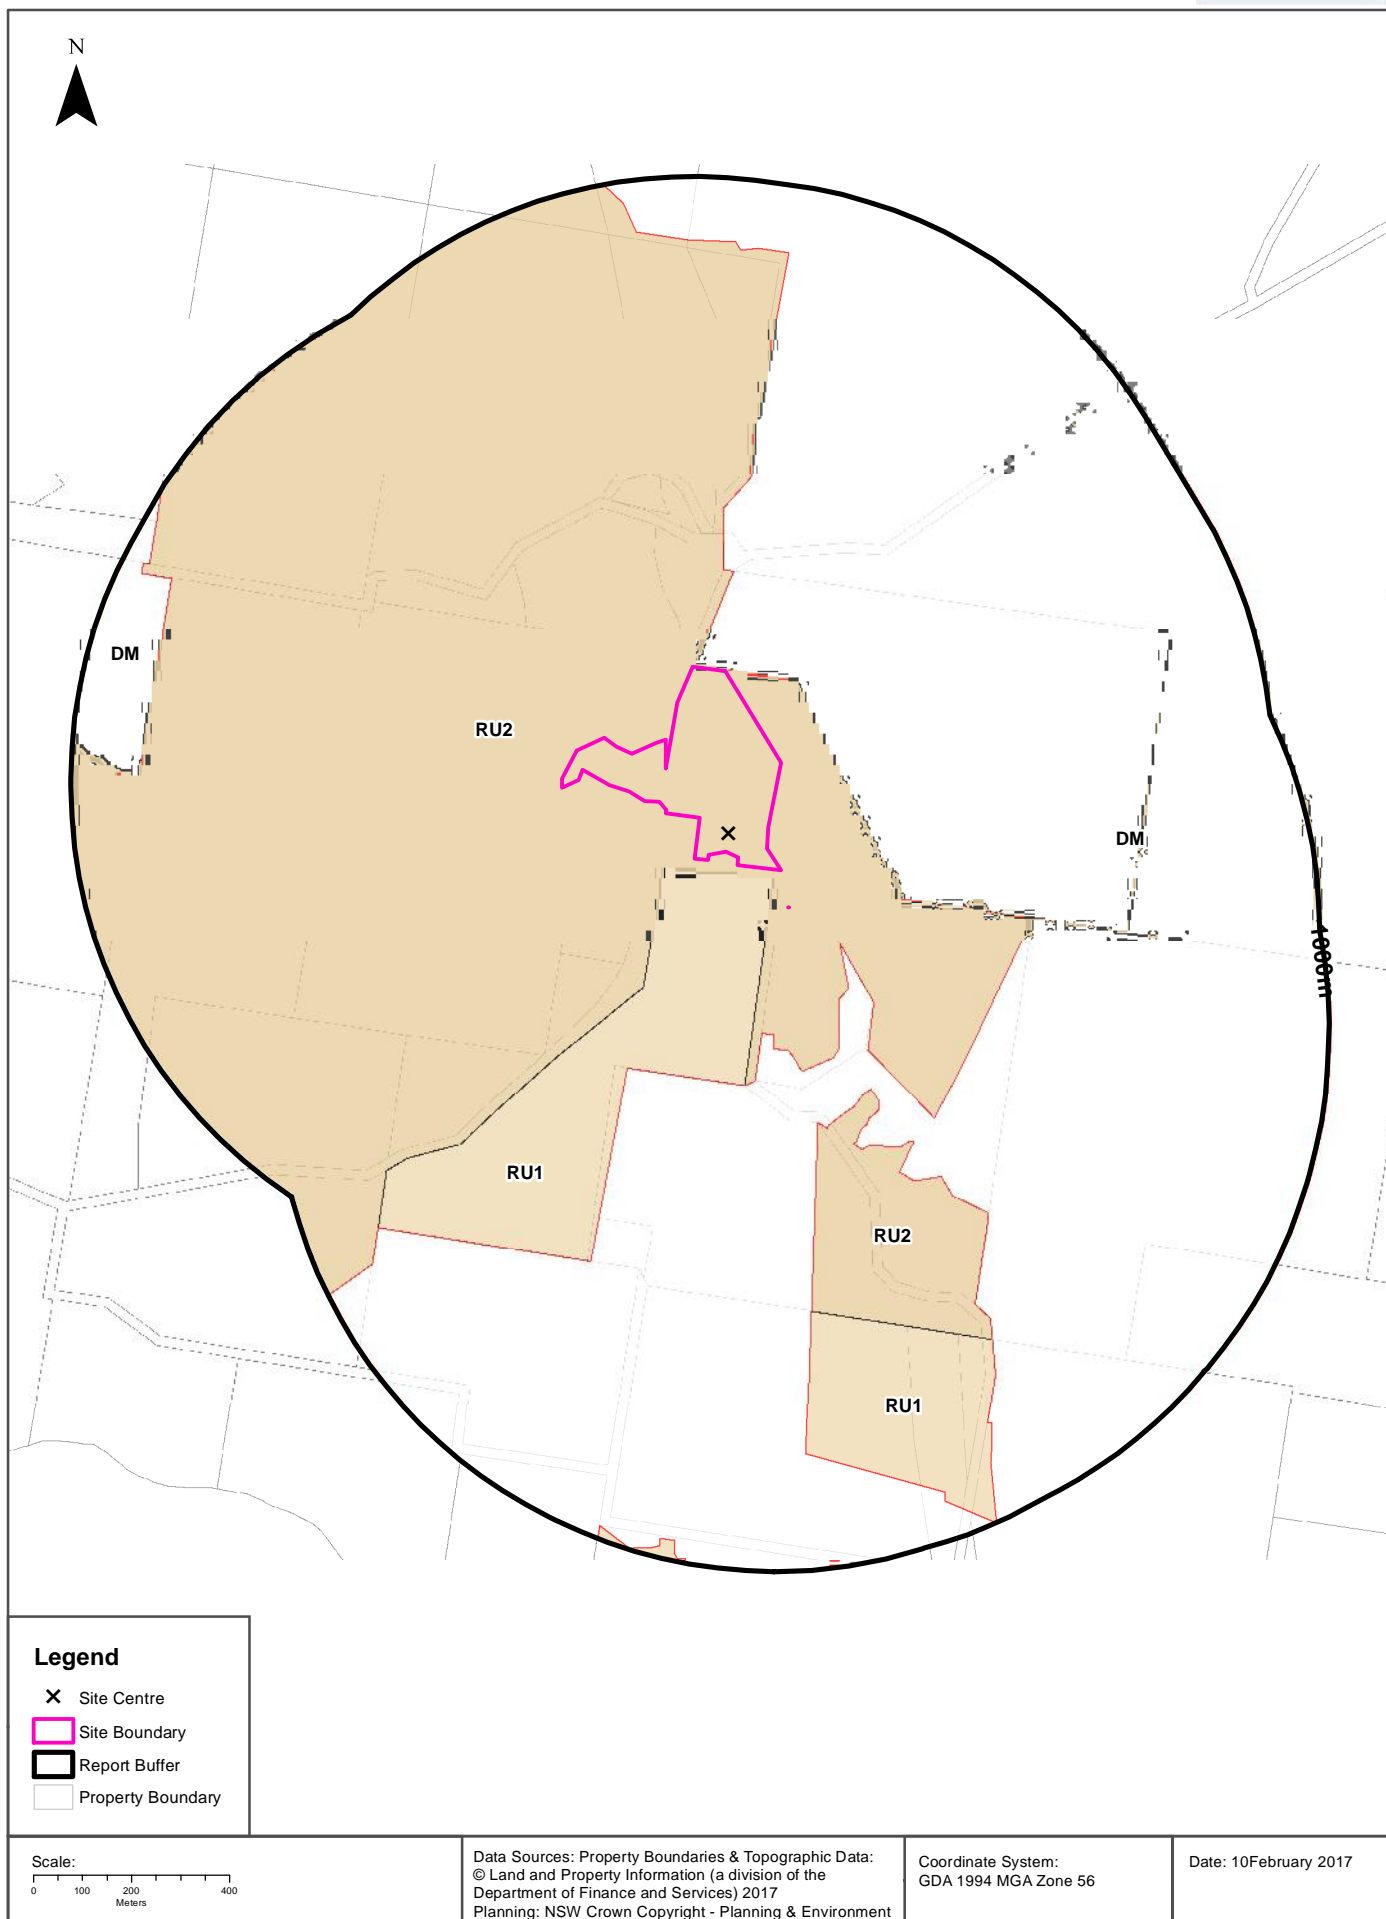 N
DM
RU2
DM
1000m
RU1
RU2
RU1
Legend
Site Centre
Site Boundary
Report Buffer
Property Boundary
Scale:
0 100 200 400
Meters
Data Sources: Property Boundaries & Topographic Data:
© Land and Property Information (a division of the
Department of Finance and Services) 2017
Planning: NSW Crown Copyright - Planning & Environment
Coordinate System:
GDA 1994 MGA Zone 56
Date: 10February 2017